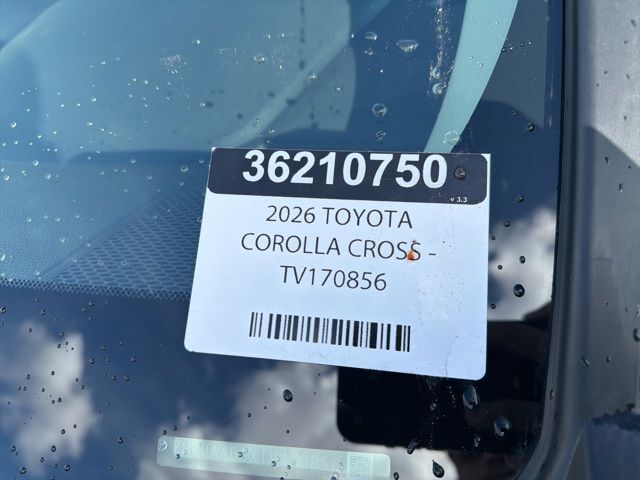 36210750
v 3.3
2026 TOYOTA
COROLLA CROSS -
TV170856